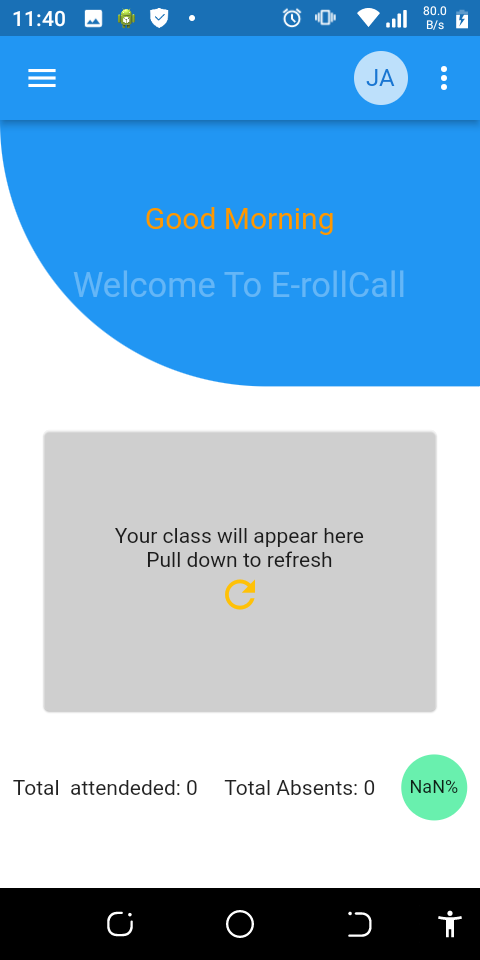 11:40
80.0
B/s
JA
Good Morning
Welcome To E-rollCall
Your class will appear here
Pull down to refresh
Total  attendeded: 0 Total Absents: 0 NaN%